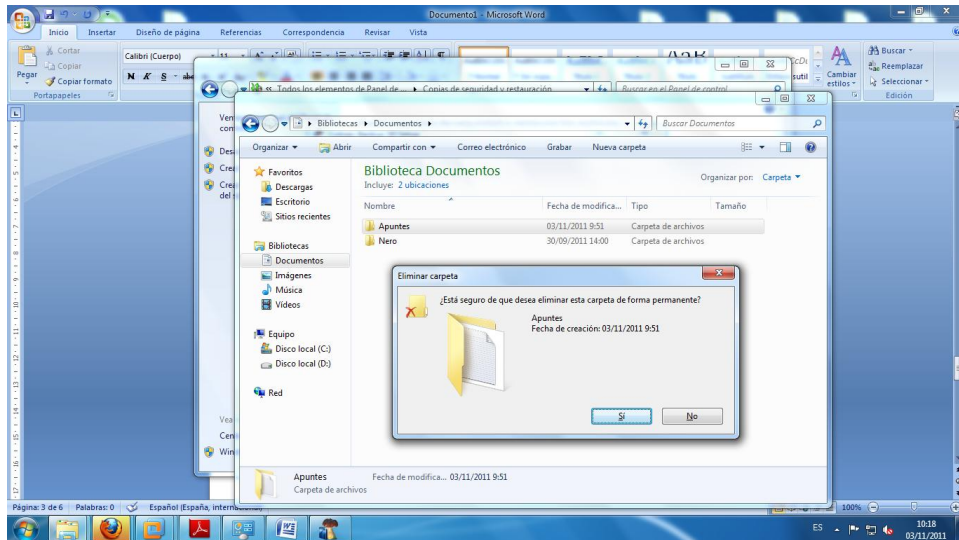 Documento1 - Microsoft Word
Inicio Insertar Diseño de página Referencias Correspondencia Revisar Vista
Cortar
Copiar
Copiar formato
Pegar
Portapapeles
Calibri (Cuerpo) 11
N K S abc
Cambiar estilos
Buscar
Reemplazar
Seleccionar
Edición
« Todos los elementos de Panel de ... Copias de seguridad y restauración
Buscar en el Panel de control
Bibliotecas Documentos
Buscar Documentos
Organizar Abrir Compartir con Correo electrónico Grabar Nueva carpeta
Favoritos
Descargas
Escritorio
Sitios recientes
Bibliotecas
Documentos
Imágenes
Música
Vídeos
Equipo
Disco local (C:)
Disco local (D:)
Red
Biblioteca Documentos
Incluye: 2 ubicaciones
Organizar por: Carpeta
Nombre Fecha de modifica... Tipo Tamaño
Apuntes 03/11/2011 9:51 Carpeta de archivos
Nero 30/09/2011 14:00 Carpeta de archivos
Eliminar carpeta
¿Está seguro de que desea eliminar esta carpeta de forma permanente?
Apuntes
Fecha de creación: 03/11/2011 9:51
Sí No
Apuntes Fecha de modifica... 03/11/2011 9:51
Carpeta de archivos
Página: 3 de 6 Palabras: 0 Español (España, intern
100%
ES
10:18
03/11/2011